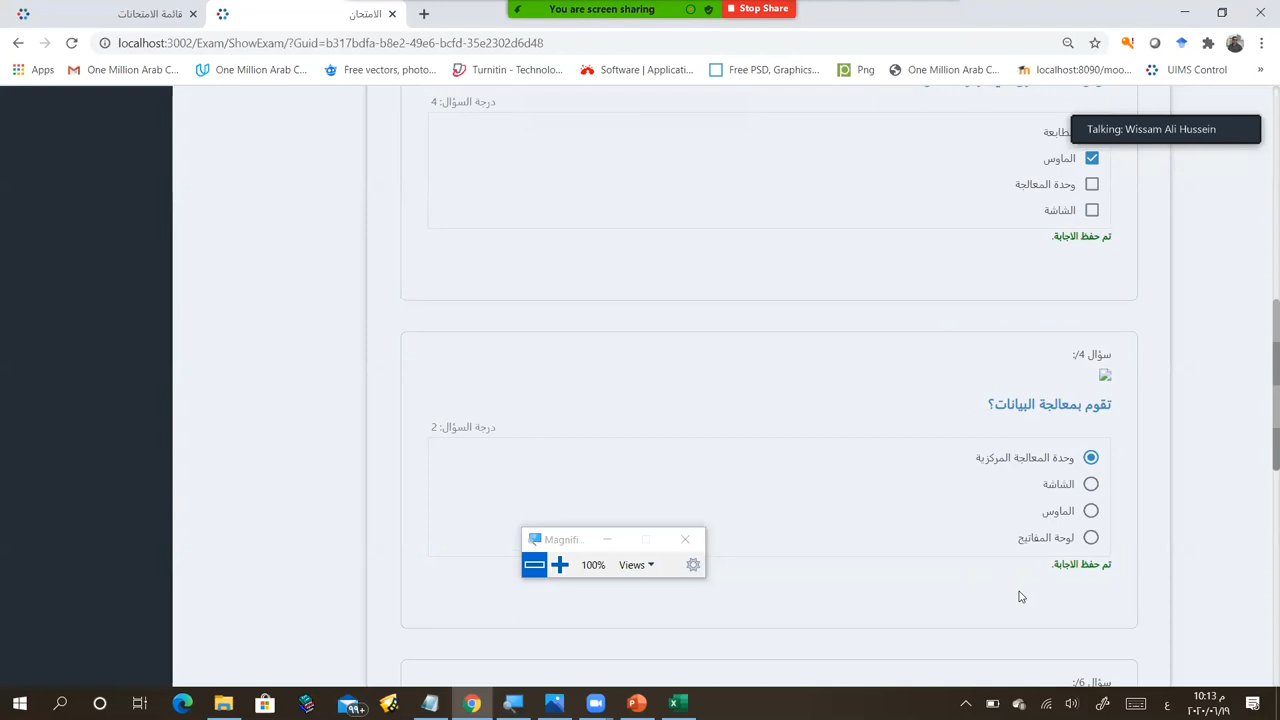 You are screen sharing
Stop Share
قائمة الامتحانات
الامتحان
localhost:3002/Exam/ShowExam/?Guid=b317bdfa-b8e2-49e6-bcfd-35e2302d6d48
Apps
One Million Arab C...
One Million Arab C...
Free vectors, photo...
Turnitin - Technolo...
Software | Applicati...
Free PSD, Graphics...
Png
One Million Arab C...
localhost:8090/moo...
UIMS Control
»
درجة السؤال: 4
Talking: Wissam Ali Hussein
الماوس
وحدة المعالجة
الشاشة
تم حفظ الاجابة.
سؤال 4/:
تقوم بمعالجة البيانات؟
درجة السؤال: 2
وحدة المعالجة المركزية
الشاشة
الماوس
لوحة المفاتيح
تم حفظ الاجابة.
Magnifi...
100%
Views
سؤال 6/:
99+
ع
10:13 م
٢٠٢٠/٠٦/١٩